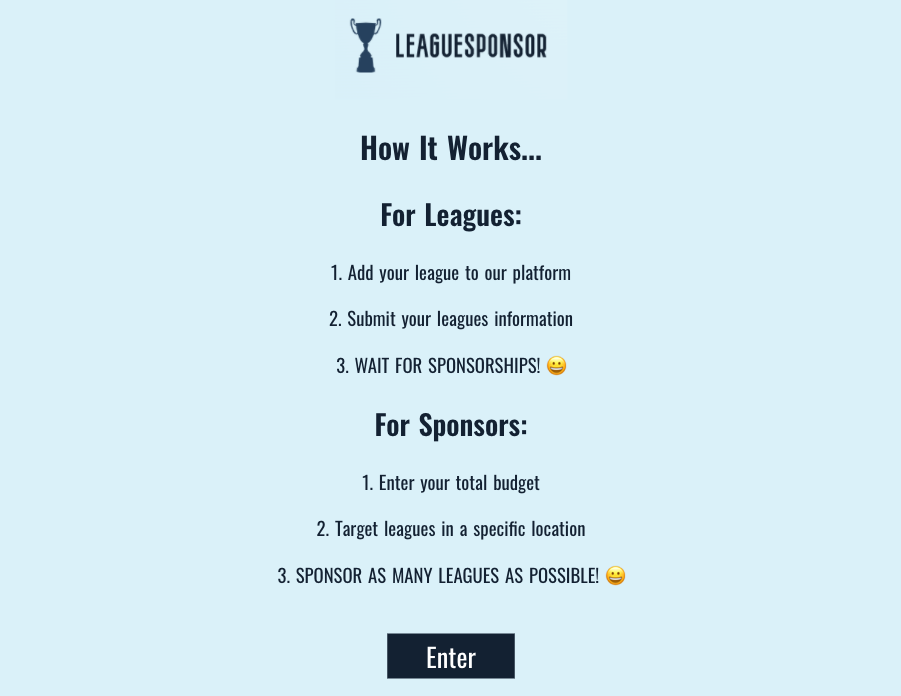 LEAGUESPONSOR
How It Works...
For Leagues:
1. Add your league to our platform
2. Submit your leagues information
3. WAIT FOR SPONSORSHIPS! 😀
For Sponsors:
1. Enter your total budget
2. Target leagues in a specific location
3. SPONSOR AS MANY LEAGUES AS POSSIBLE! 😀
Enter